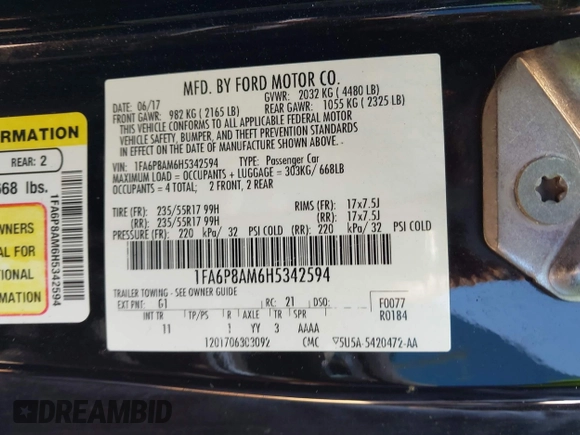 MFD. BY FORD MOTOR CO.
DATE: 06/17 GVWR: 2032 KG ( 4480 LB)
FRONT GAWR: 982 KG ( 2165 LB) REAR GAWR: 1055 KG ( 2325 LB)
THIS VEHICLE CONFORMS TO ALL APPLICABLE FEDERAL MOTOR
VEHICLE SAFETY, BUMPER, AND THEFT PREVENTION STANDARDS
IN EFFECT ON THE DATE OF MANUFACTURE SHOWN ABOVE.
VIN: 1FA6P8AM6H5342594 TYPE: Passenger Car
MAXIMUM LOAD = OCCUPANTS + LUGGAGE = 303KG/ 668LB
OCCUPANTS = 4 TOTAL; 2 FRONT, 2 REAR
TIRE (FR): 235/55R17 99H RIMS (FR): 17x7.5J
(RR): 235/55R17 99H (RR): 17x7.5J
PRESSURE (FR): 220 kPa/ 32 PSI COLD (RR): 220 kPa/ 32 PSI COLD
1FA6P8AM6H5342594
TRAILER TOWING - SEE OWNER GUIDE
EXT PNT: G1 RC: 21 DSO: F0077
INT TR TP/PS R AXLE TR SPR R0184
11 I YY 3 AAAA
1201706303092 CMC 5U5A-5420472-AA
ORMATION
REAR: 2
668 lbs.
WNERS
AL FOR
TIONAL
RMATION
1FA6P8AM6H5342594
DREAMBID